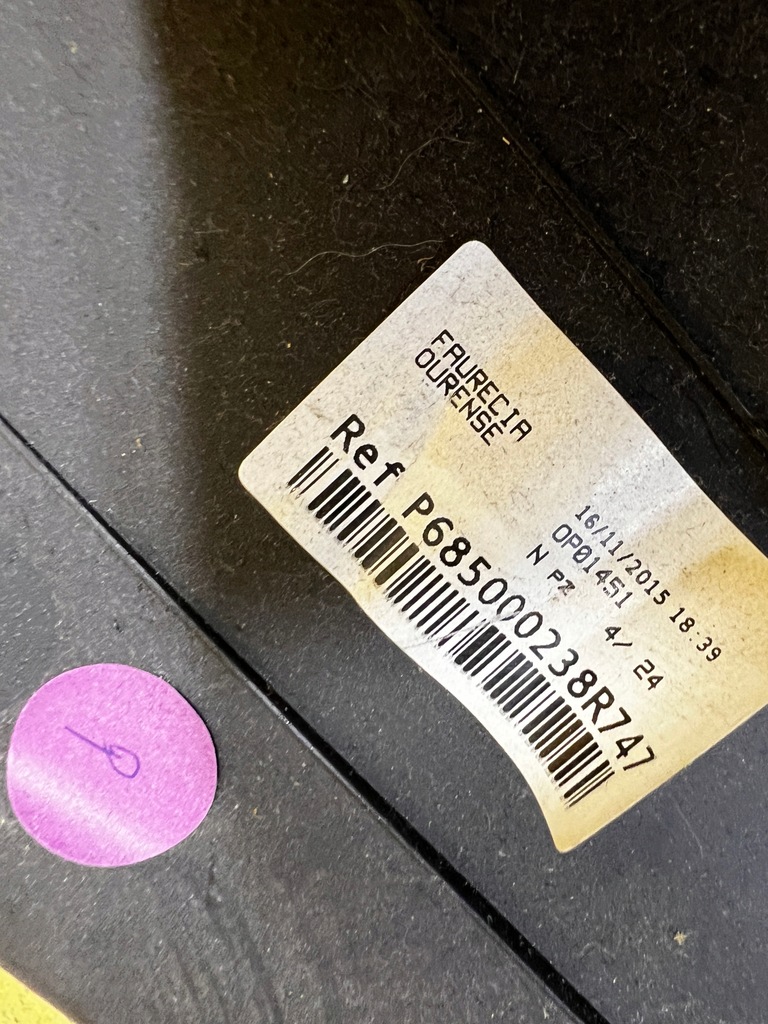 FAURECIA
OURENSE
16/11/2015 18:39
OP01451
N PZ 4/ 24
Ref P685000238R747